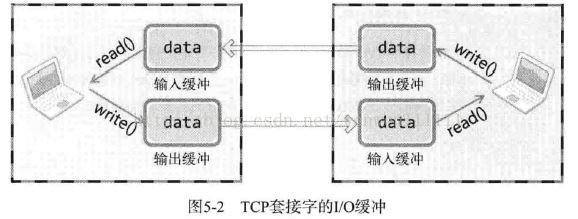 read()
data
输入缓冲
write()
data
输出缓冲
data
输出缓冲
write()
data
输入缓冲
read()
图5-2 TCP套接字的I/O缓冲